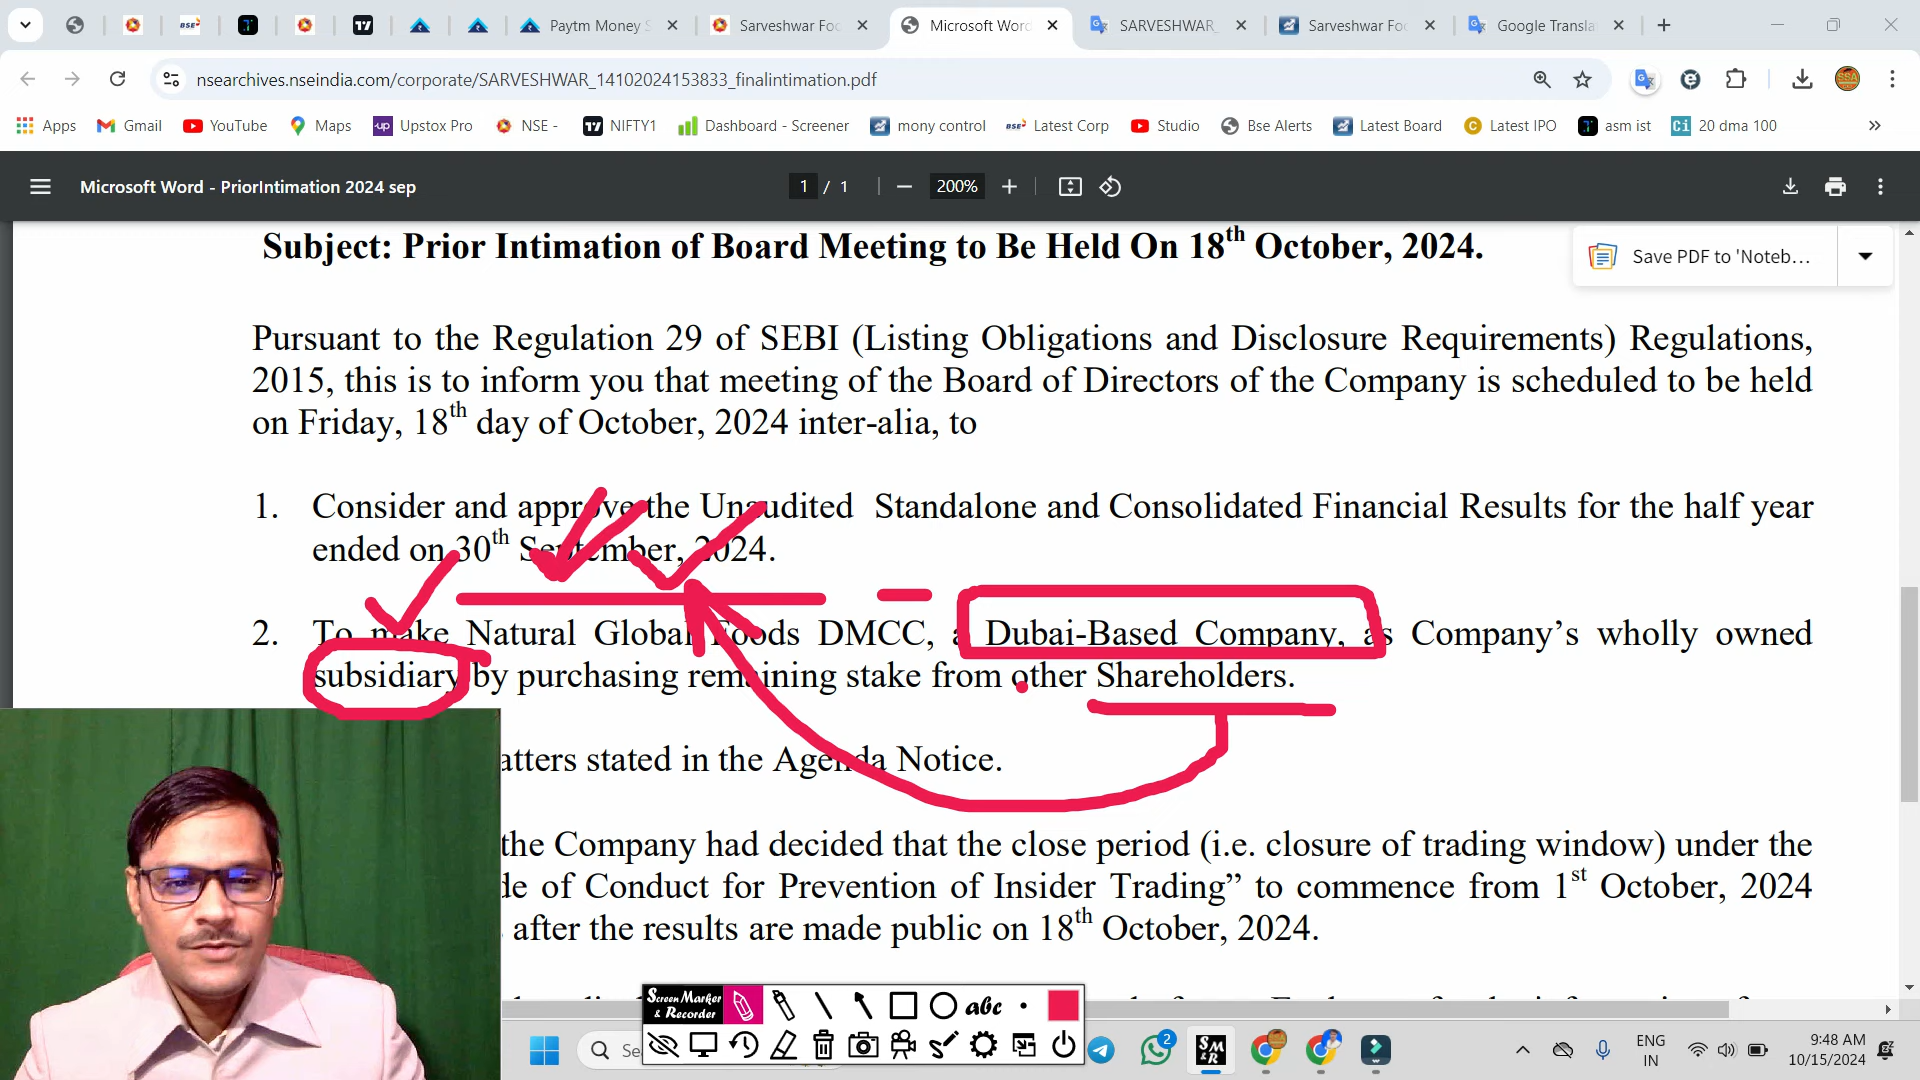 Paytm Money S
Sarveshwar Foo
Microsoft Word
SARVESHWAR_
Sarveshwar Foo
Google Transla
nsearchives.nseindia.com/corporate/SARVESHWAR_14102024153833_finalintimation.pdf
Apps
Gmail
YouTube
Maps
up Upstox Pro
NSE -
NIFTY1
Dashboard - Screener
mony control
BSE Latest Corp
Studio
Bse Alerts
Latest Board
Latest IPO
asm ist
Ci 20 dma 100
Microsoft Word - PriorIntimation 2024 sep
1 / 1
200%
Save PDF to 'Noteb...
Subject: Prior Intimation of Board Meeting to Be Held On 18th October, 2024.
Pursuant to the Regulation 29 of SEBI (Listing Obligations and Disclosure Requirements) Regulations,
2015, this is to inform you that meeting of the Board of Directors of the Company is scheduled to be held
on Friday, 18th day of October, 2024 inter-alia, to
1. Consider and approve the Unaudited Standalone and Consolidated Financial Results for the half year
ended on 30th September, 2024.
2. To make Natural Global Foods DMCC, a Dubai-Based Company, as Company's wholly owned
subsidiary by purchasing remaining stake from other Shareholders.
atters stated in the Agenda Notice.
the Company had decided that the close period (i.e. closure of trading window) under the
de of Conduct for Prevention of Insider Trading” to commence from 1st October, 2024
after the results are made public on 18th October, 2024.
Screen Marker
& Recorder
abc
Se
2
SM
&R
ENG
IN
9:48 AM
10/15/2024